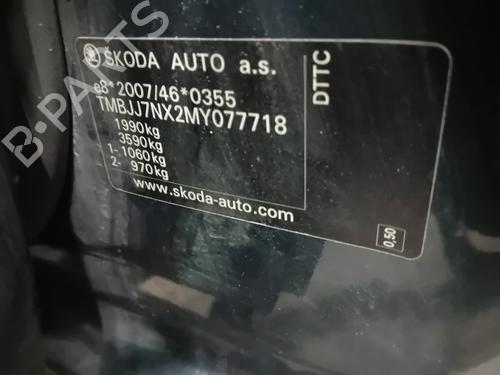 ŠKODA AUTO a.s.
e8*2007/46*0355
TMBJJ7NX2MY077718
1990kg
3590kg
1- 1060kg
2- 970kg
www.skoda-auto.com
DTTC
0,50
B-PARTS